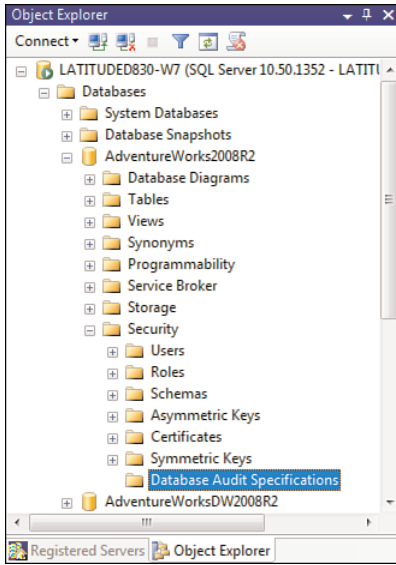 Object Explorer
Connect
LATITUDED830-W7 (SQL Server 10.50.1352 - LATITU
Databases
System Databases
Database Snapshots
AdventureWorks2008R2
Database Diagrams
Tables
Views
Synonyms
Programmability
Service Broker
Storage
Security
Users
Roles
Schemas
Asymmetric Keys
Certificates
Symmetric Keys
Database Audit Specifications
AdventureWorksDW2008R2
Registered Servers Object Explorer